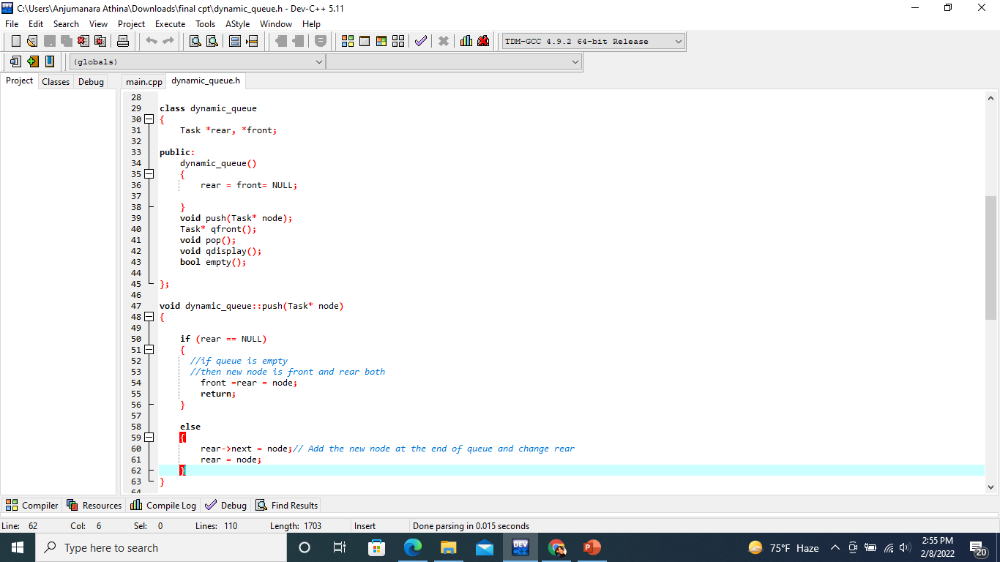 C:\Users\Anjumanara Athina\Downloads\final cpt\dynamic_queue.h - Dev-C++ 5.11
File Edit Search View Project Execute Tools AStyle Window Help
TDM-GCC 4.9.2 64-bit Release
(globals)
Project Classes Debug main.cpp dynamic_queue.h
28
29 class dynamic_queue
30 {
31 Task *rear, *front;
32
33 public:
34 dynamic_queue()
35 {
36 rear = front= NULL;
37
38 }
39 void push(Task* node);
40 Task* qfront();
41 void pop();
42 void qdisplay();
43 bool empty();
44
45 };
46
47 void dynamic_queue::push(Task* node)
48 {
49
50 if (rear == NULL)
51 {
52 //if queue is empty
53 //then new node is front and rear both
54 front =rear = node;
55 return;
56 }
57
58 else
59 {
60 rear->next = node;// Add the new node at the end of queue and change rear
61 rear = node;
62 }
63 }
64
Compiler Resources Compile Log Debug Find Results
Line: 62 Col: 6 Sel: 0 Lines: 110 Length: 1703 Insert Done parsing in 0.015 seconds
Type here to search
DEV
P
75°F Haze
2:55 PM
2/8/2022
20